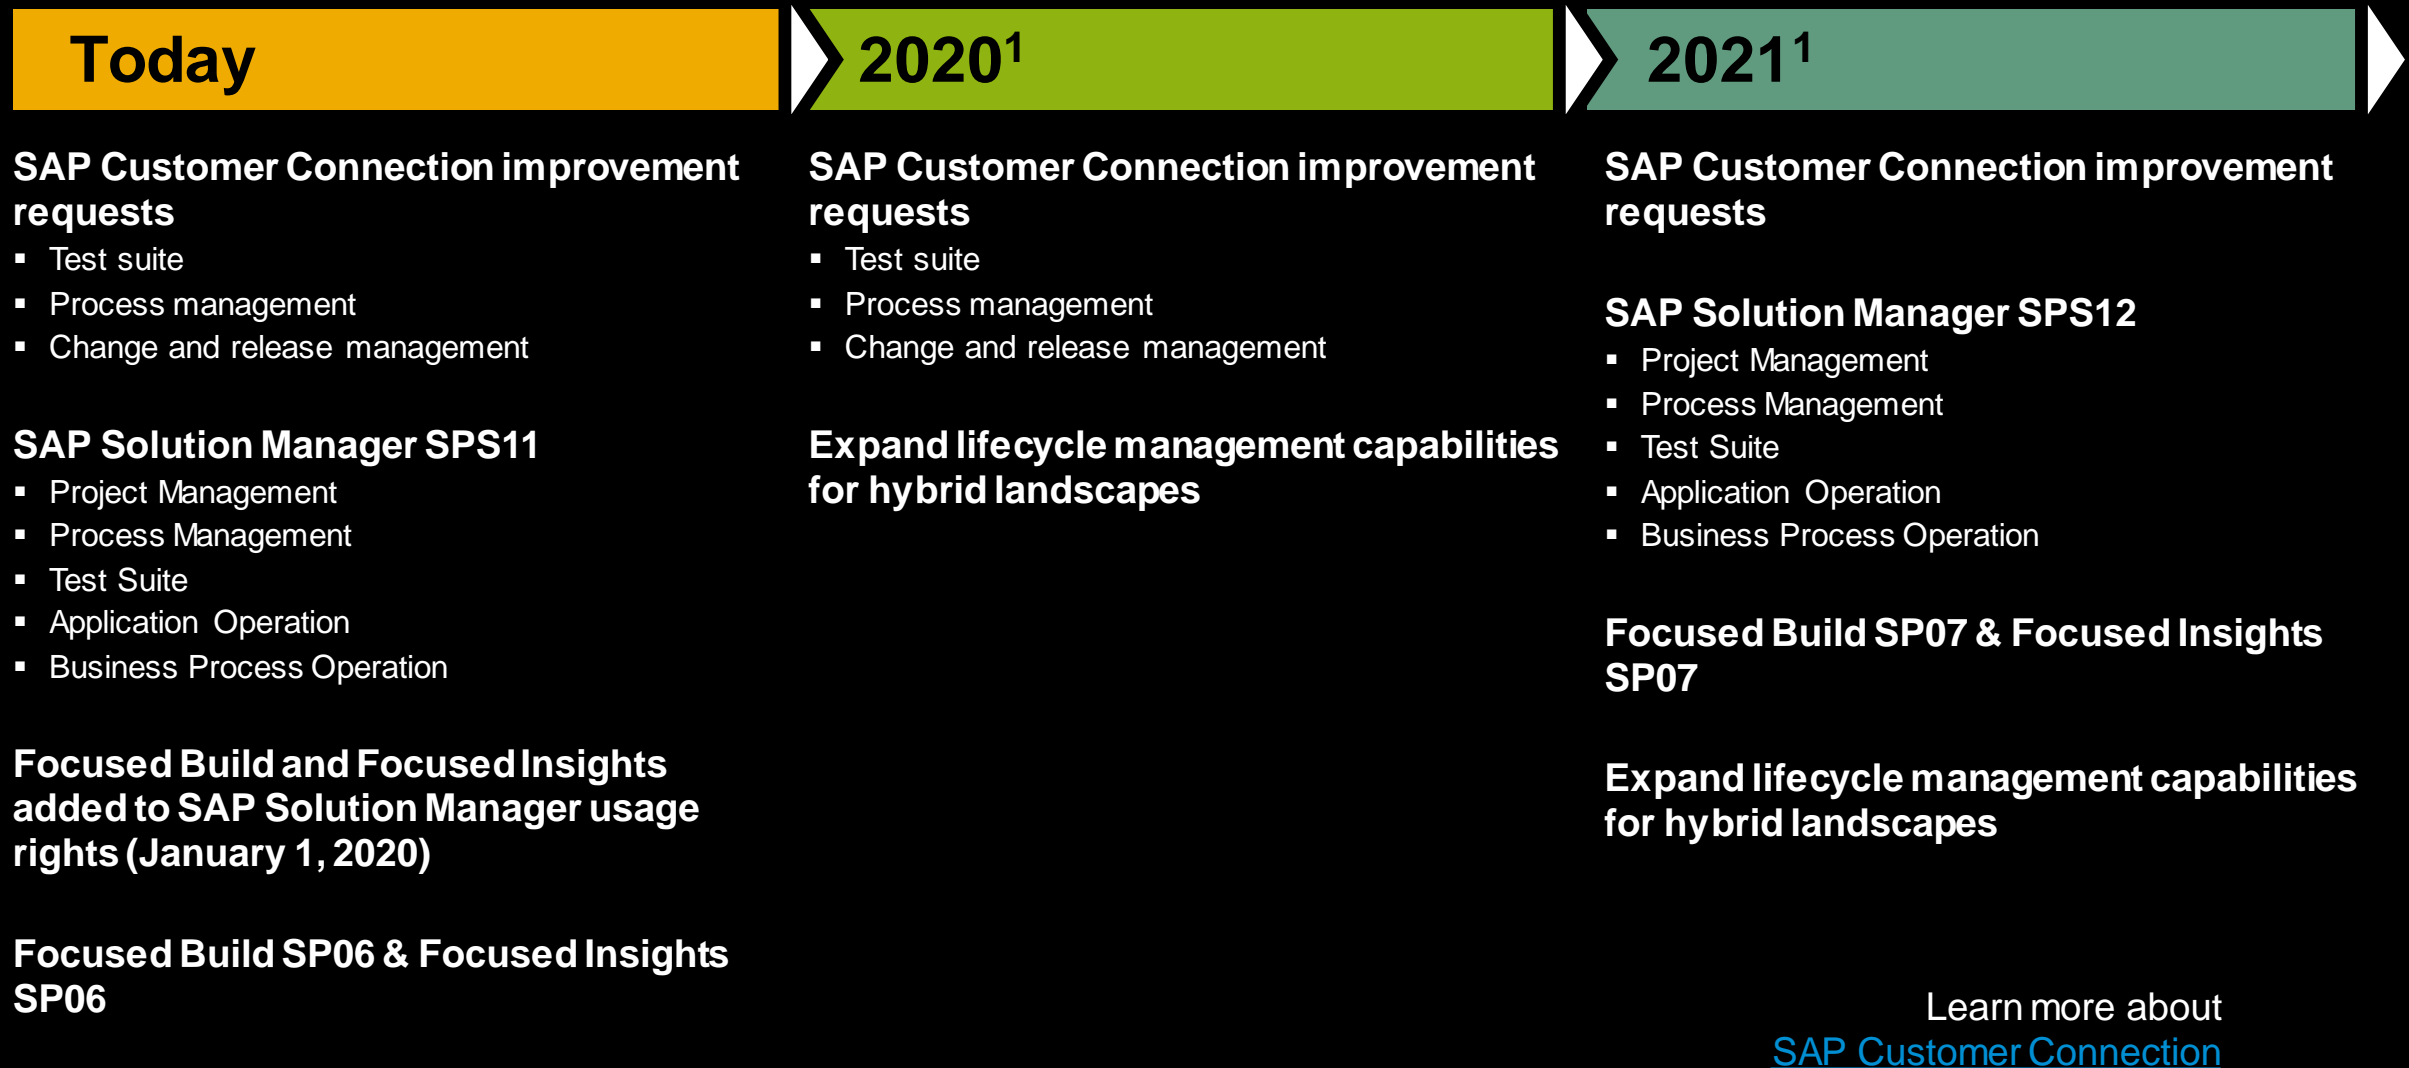 Today
2020¹
2021¹
SAP Customer Connection improvement
requests
▪ Test suite
▪ Process management
▪ Change and release management
SAP Solution Manager SPS11
▪ Project Management
▪ Process Management
▪ Test Suite
▪ Application Operation
▪ Business Process Operation
Focused Build and Focused Insights
added to SAP Solution Manager usage
rights (January 1, 2020)
Focused Build SP06 & Focused Insights
SP06
SAP Customer Connection improvement
requests
▪ Test suite
▪ Process management
▪ Change and release management
Expand lifecycle management capabilities
for hybrid landscapes
SAP Customer Connection improvement
requests
SAP Solution Manager SPS12
▪ Project Management
▪ Process Management
▪ Test Suite
▪ Application Operation
▪ Business Process Operation
Focused Build SP07 & Focused Insights
SP07
Expand lifecycle management capabilities
for hybrid landscapes
Learn more about
SAP Customer Connection